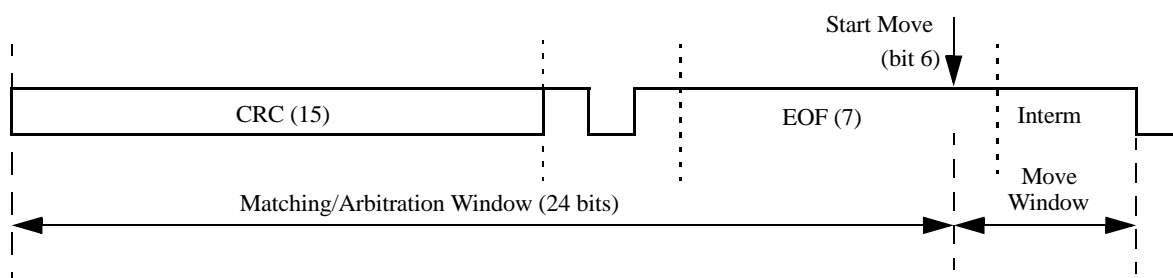 Start Move
(bit 6)
CRC (15)
EOF (7)
Interm
Matching/Arbitration Window (24 bits)
Move
Window